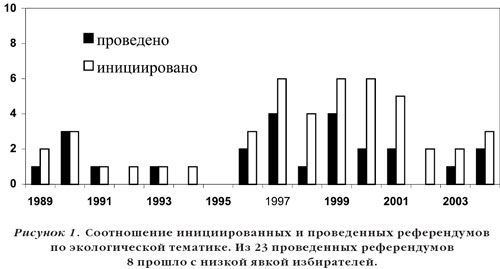 10
проведено
8
инициировано
6
4
2
0
1989 1991 1993 1995 1997 1999 2001 2003
Рисунок 1. Соотношение инициированных и проведенных референдумов
по экологической тематике. Из 23 проведенных референдумов
8 прошло с низкой явкой избирателей.